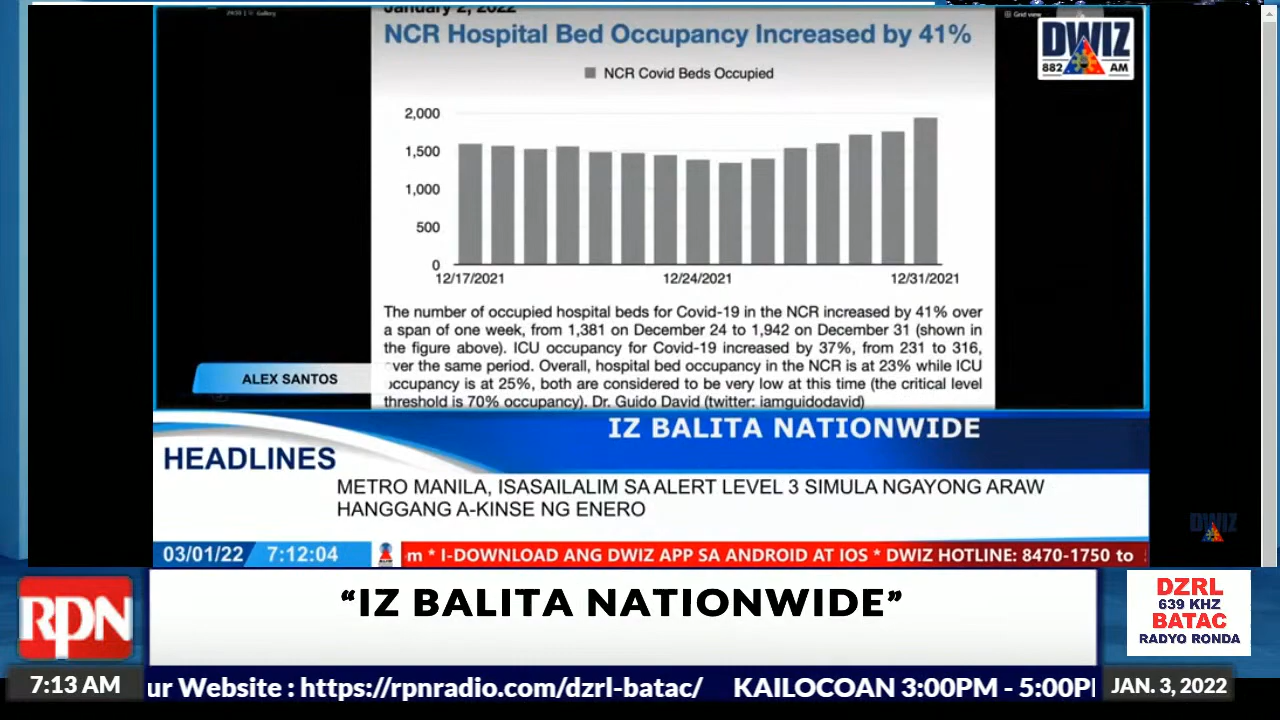 January 2, 2022
NCR Hospital Bed Occupancy Increased by 41%
Grid view
Gallery
DWIZ
882 AM
NCR Covid Beds Occupied
2,000
1,500
1,000
500
0
12/17/2021 12/24/2021 12/31/2021
The number of occupied hospital beds for Covid-19 in the NCR increased by 41% over
a span of one week, from 1,381 on December 24 to 1,942 on December 31 (shown in
the figure above). ICU occupancy for Covid-19 increased by 37%, from 231 to 316,
over the same period. Overall, hospital bed occupancy in the NCR is at 23% while ICU
occupancy is at 25%, both are considered to be very low at this time (the critical level
threshold is 70% occupancy). Dr. Guido David (twitter: iamguidodavid)
ALEX SANTOS
IZ BALITA NATIONWIDE
HEADLINES
METRO MANILA, ISASAILALIM SA ALERT LEVEL 3 SIMULA NGAYONG ARAW
HANGGANG A-KINSE NG ENERO
DWIZ
03/01/22 7:12:04
m * I-DOWNLOAD ANG DWIZ APP SA ANDROID AT IOS * DWIZ HOTLINE: 8470-1750 to
RPN
“IZ BALITA NATIONWIDE”
DZRL
639 KHZ
BATAC
RADYO RONDA
7:13 AM
ur Website : https://rpnradio.com/dzrl-batac/ KAILOCOAN 3:00PM - 5:00P
JAN. 3, 2022